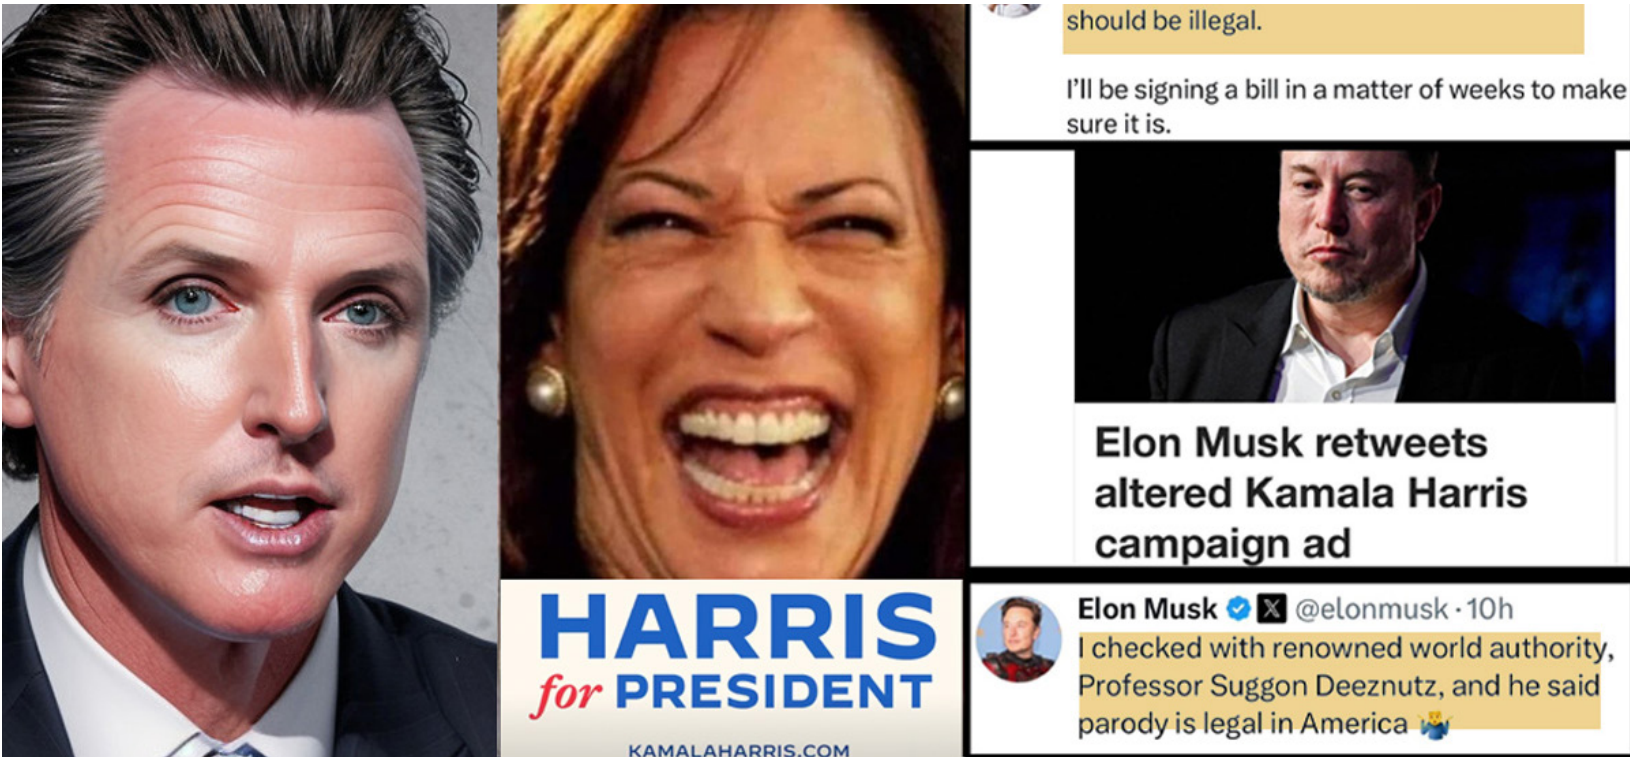 HARRIS
for PRESIDENT
KAMALAHARRIS.COM
should be illegal.
I'll be signing a bill in a matter of weeks to make
sure it is.
Elon Musk retweets
altered Kamala Harris
campaign ad
Elon Musk @elonmusk · 10h
I checked with renowned world authority,
Professor Suggon Deeznutz, and he said
parody is legal in America 🤷‍♂️